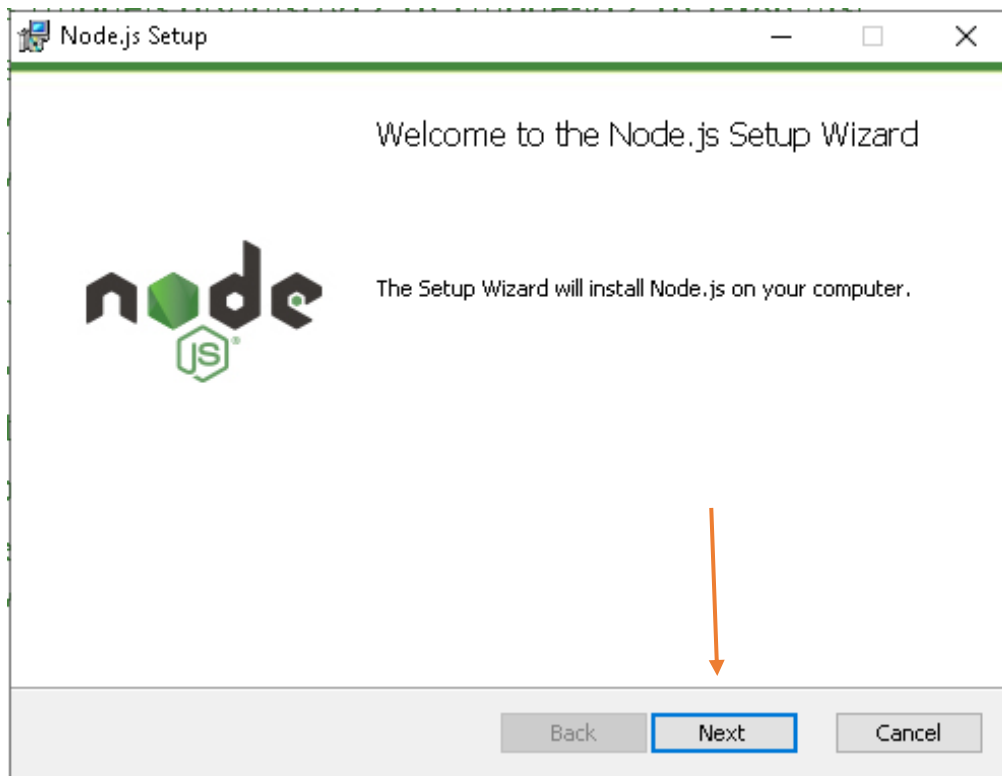 Node.js Setup
Welcome to the Node.js Setup Wizard
node
JS®
The Setup Wizard will install Node.js on your computer.
Back
Next
Cancel